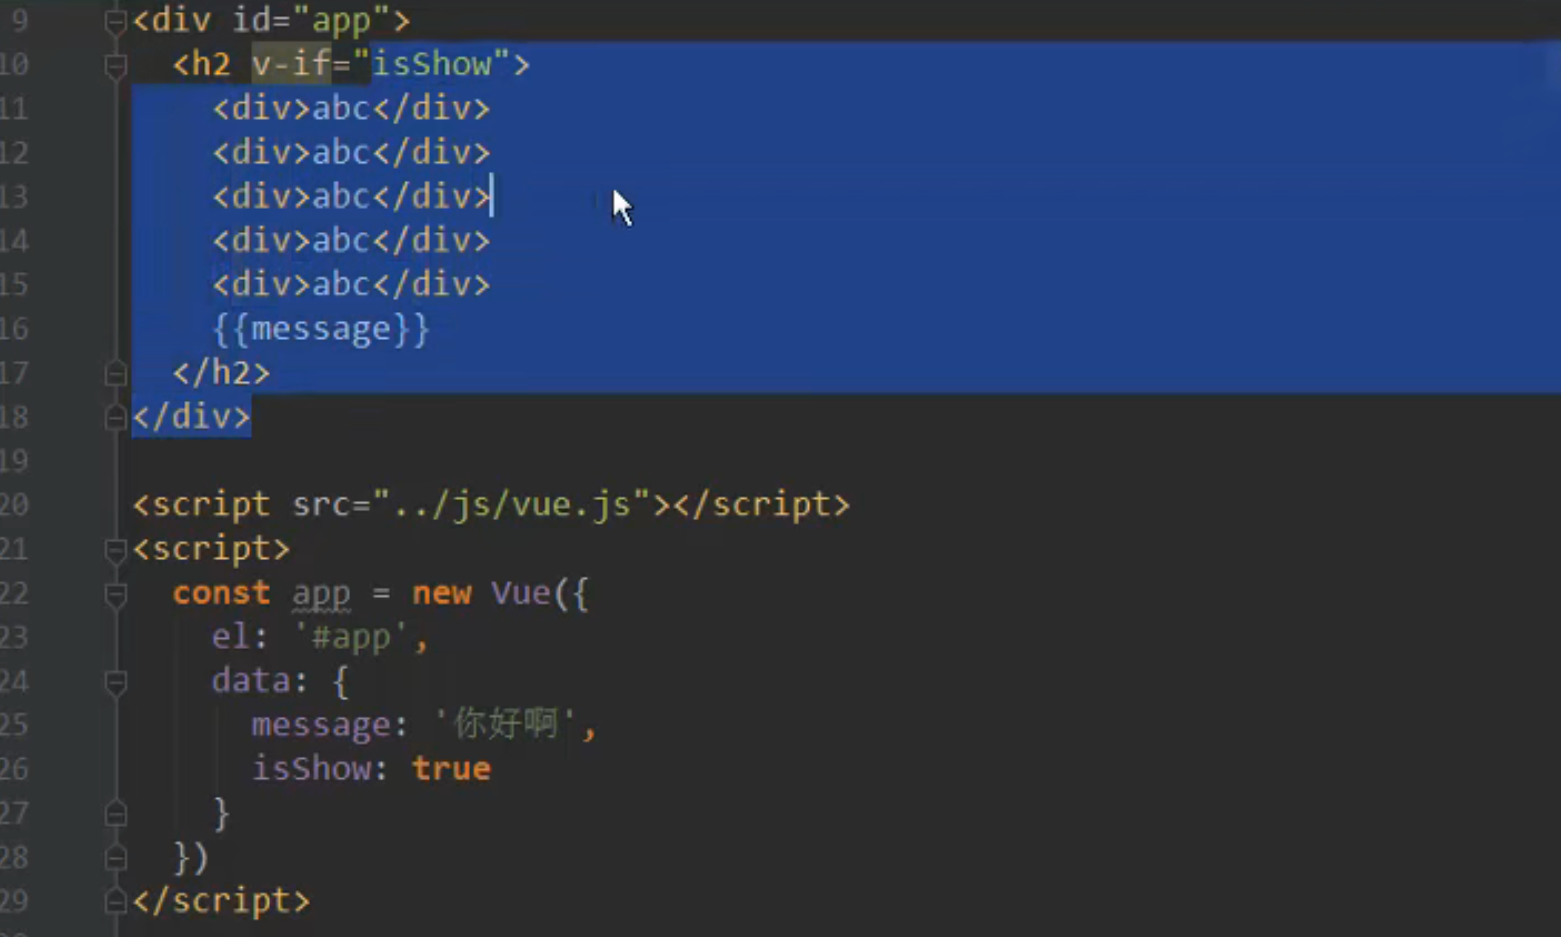 9 <div id="app">
10 <h2 v-if="isShow">
11 <div>abc</div>
12 <div>abc</div>
13 <div>abc</div>
14 <div>abc</div>
15 <div>abc</div>
16 {{message}}
17 </h2>
18 </div>
19
20 <script src="../js/vue.js"></script>
21 <script>
22 const app = new Vue({
23 el: '#app',
24 data: {
25 message: '你好啊',
26 isShow: true
27 }
28 })
29 </script>